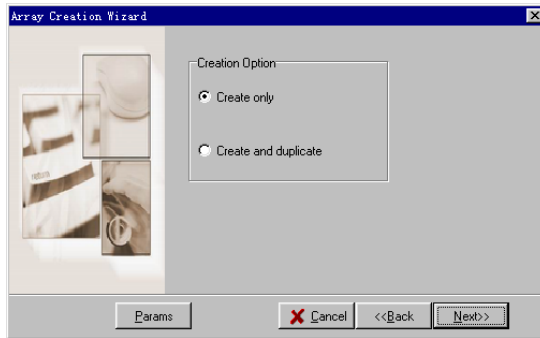 Array Creation Wizard
Creation Option
Create only
Create and duplicate
Params
Cancel
<<Back
Next>>